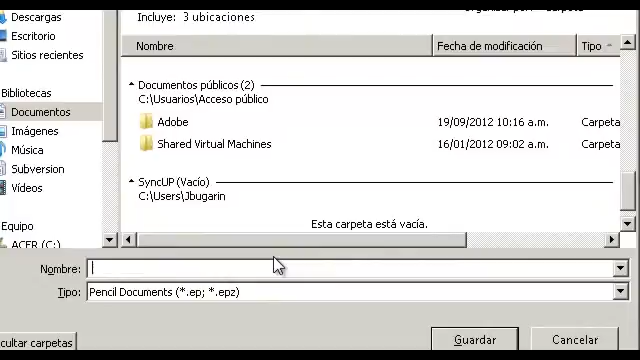 Descargas
Escritorio
Sitios recientes
Bibliotecas
Documentos
Imágenes
Música
Subversion
Vídeos
Equipo
ACER (C:)
Incluye: 3 ubicaciones
Nombre Fecha de modificación Tipo
Documentos públicos (2)
C:\Usuarios\Acceso público
Adobe 19/09/2012 10:16 a.m. Carpeta
Shared Virtual Machines 16/01/2012 09:02 a.m. Carpeta
SyncUP (Vacío)
C:\Users\Jbugarin
Esta carpeta está vacía.
Nombre:
Tipo: Pencil Documents (*.ep; *.epz)
cultar carpetas Guardar Cancelar